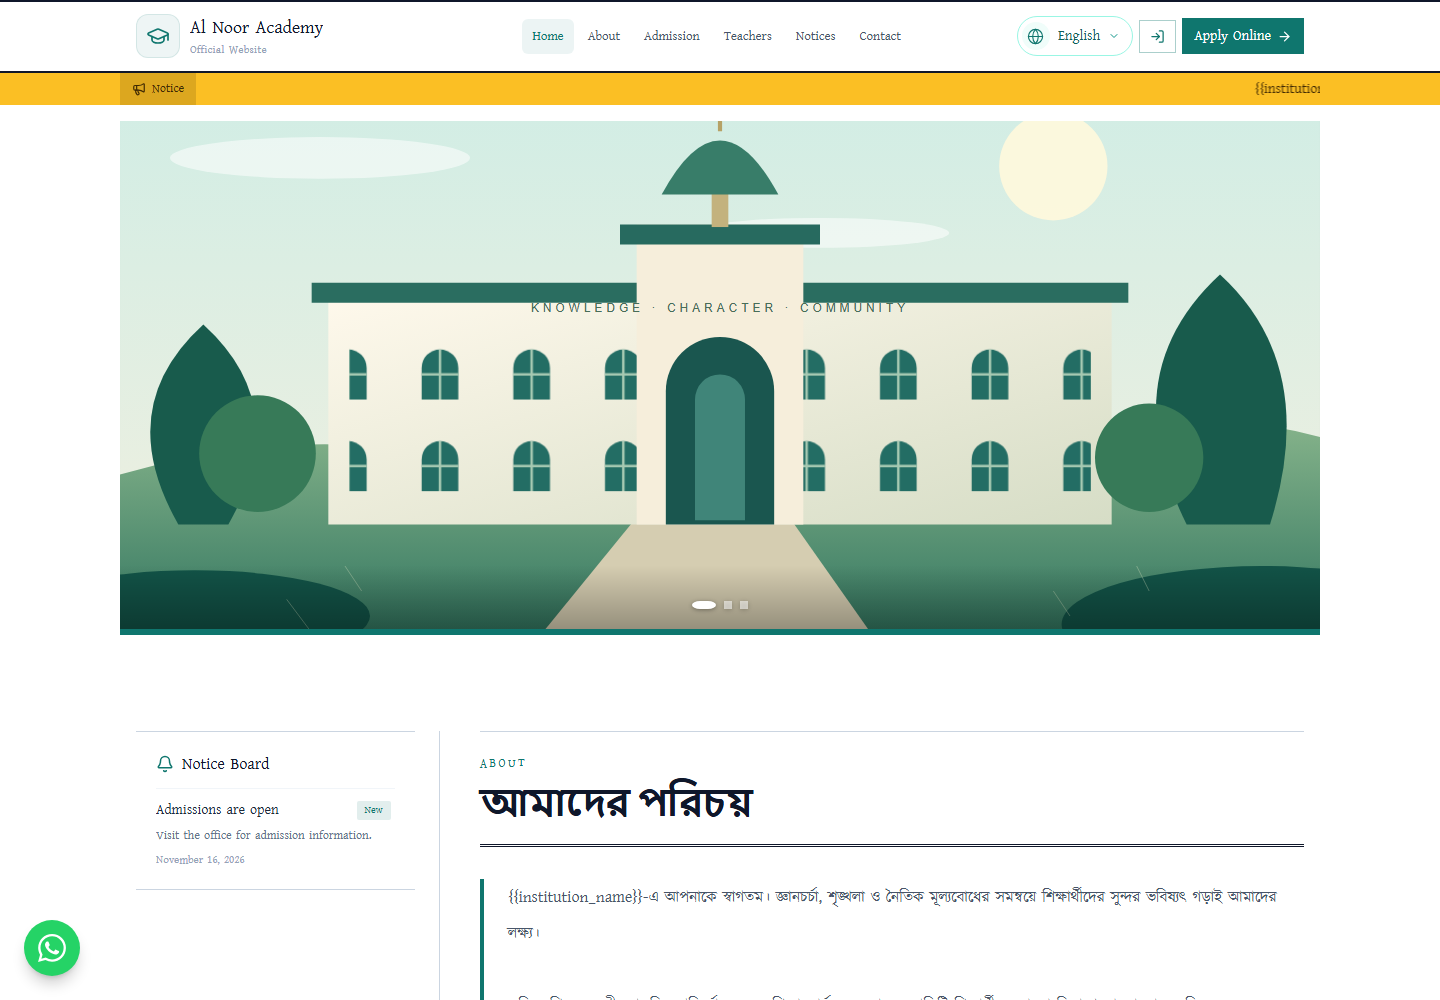 Al Noor Academy
Official Website
Home
About
Admission
Teachers
Notices
Contact
English
Apply Online
Notice
KNOWLEDGE · CHARACTER · COMMUNITY
Notice Board
Admissions are open
New
Visit the office for admission information.
November 16, 2026
ABOUT
আমাদের পরিচয়
{{institution_name}}-এ আপনাকে স্বাগতম। জ্ঞানচর্চা, শৃঙ্খলা ও নৈতিক মূল্যবোধের সমন্বয়ে শিক্ষার্থীদের সুন্দর ভবিষ্যৎ গড়াই আমাদের
লক্ষ্য।